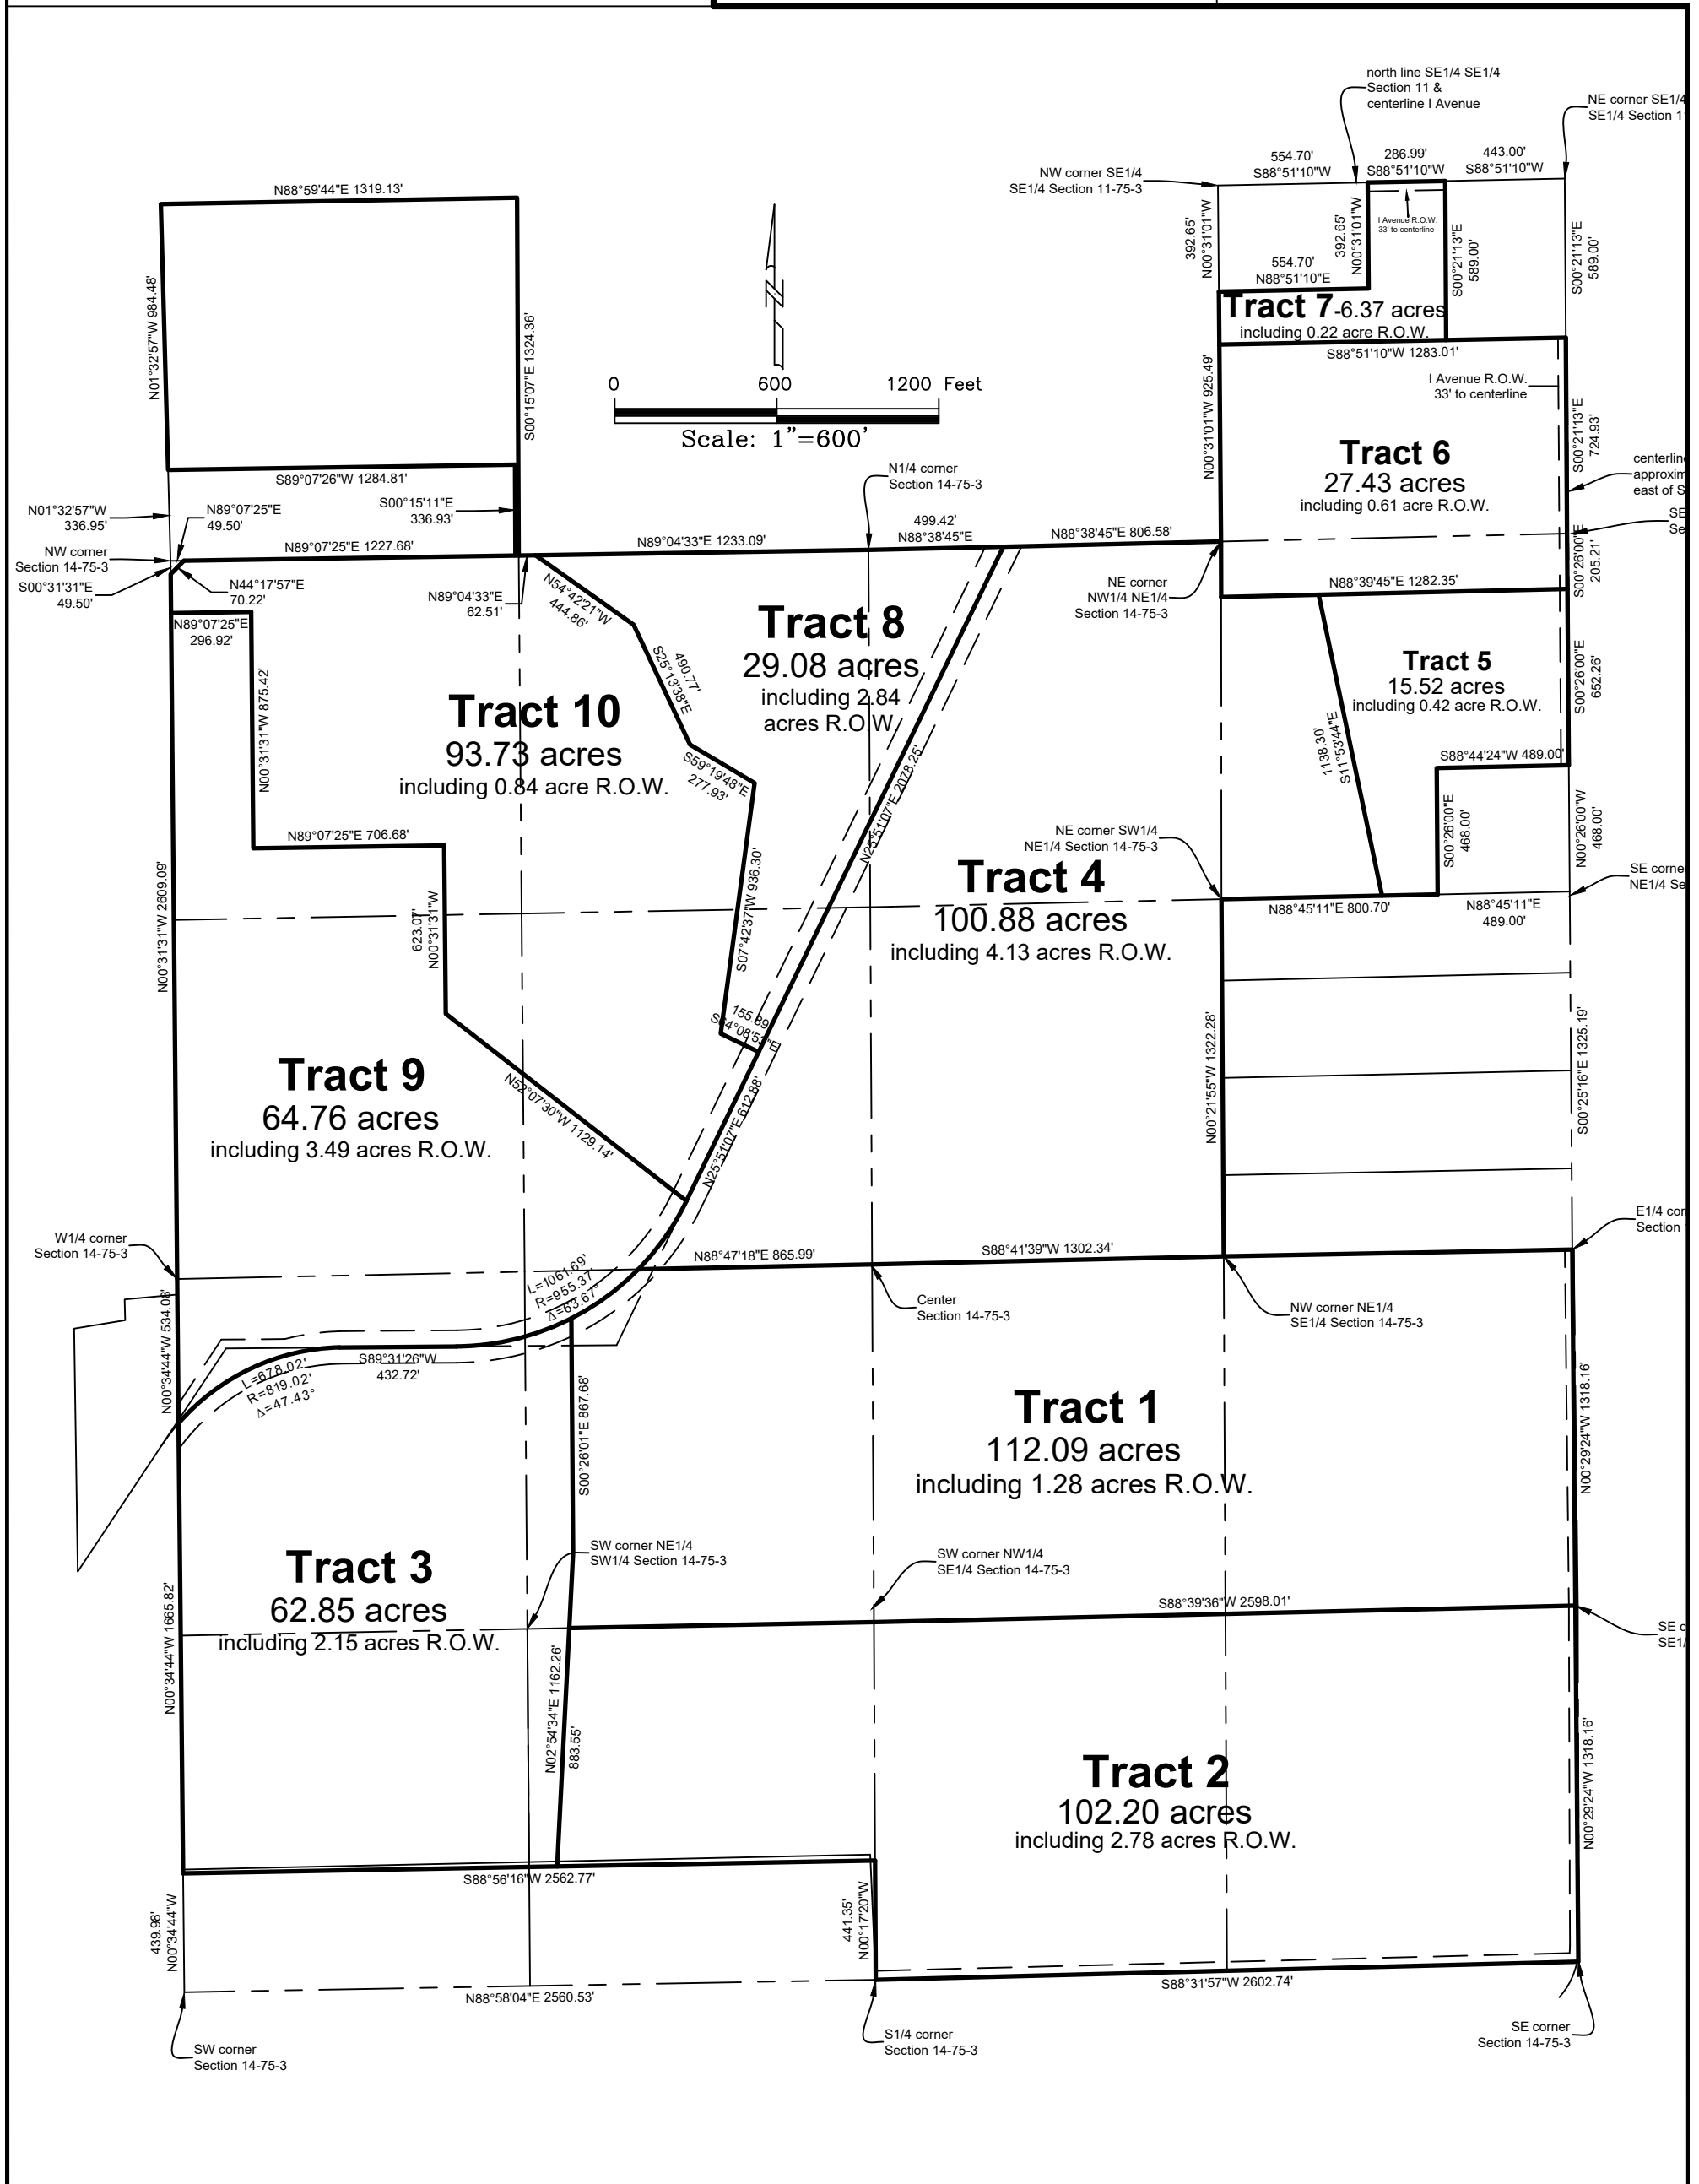 north line SE1/4 SE1/4
Section 11 &
centerline I Avenue
NE corner SE1/4
SE1/4 Section 1
NW corner SE1/4
SE1/4 Section 11-75-3
554.70'
S88°51'10"W
286.99'
S88°51'10"W
443.00'
S88°51'10"W
392.65'
N00°31'01"W
392.65'
N00°31'01"W
I Avenue R.O.W.
33' to centerline
S00°21'13"E
589.00'
S00°21'13"E
589.00'
554.70'
N88°51'10"E
Tract 7-6.37 acres
including 0.22 acre R.O.W.
S88°51'10"W 1283.01'
N88°59'44"E 1319.13'
N01°32'57"W 984.48'
S00°15'07"E 1324.36'
0 600 1200 Feet
Scale: 1"=600'
I Avenue R.O.W.
33' to centerline
N00°31'01"W 925.49'
Tract 6
27.43 acres
including 0.61 acre R.O.W.
S00°21'13"E
724.93'
centerline
approxim
east of S
SE
Se
S89°07'26"W 1284.81'
N01°32'57"W
336.95'
N89°07'25"E
49.50'
S00°15'11"E
336.93'
NW corner
Section 14-75-3
N89°07'25"E 1227.68'
S00°31'31"E
49.50'
N44°17'57"E
70.22'
N1/4 corner
Section 14-75-3
N89°04'33"E 1233.09'
499.42'
N88°38'45"E
N88°38'45"E 806.58'
N89°04'33"E
62.51'
NE corner
NW1/4 NE1/4
Section 14-75-3
S00°26'00"E
205.21'
N88°39'45"E 1282.35'
N89°07'25"E
296.92'
N54°42'21"W
444.86'
490.77'
S25°13'38"E
Tract 8
29.08 acres
including 2.84
acres R.O.W.
Tract 5
15.52 acres
including 0.42 acre R.O.W.
S00°26'00"E
652.26'
N00°31'31"W 875.42'
Tract 10
93.73 acres
including 0.84 acre R.O.W.
S59°19'48"E
277.93'
N25°51'07"E 2078.25'
1138.30'
S11°53'44"E
S88°44'24"W 489.00'
S00°26'00"E
468.00'
N00°26'00"W
468.00'
N89°07'25"E 706.68'
NE corner SW1/4
NE1/4 Section 14-75-3
SE corne
NE1/4 Se
Tract 4
100.88 acres
including 4.13 acres R.O.W.
N88°45'11"E 800.70'
N88°45'11"E
489.00'
N00°31'31"W 2609.09'
623.07'
N00°31'31"W
S07°42'37"W 936.30'
155.89'
Tract 9
64.76 acres
including 3.49 acres R.O.W.
N52°07'30"W 1129.14'
N25°51'07"E 612.88'
N00°21'55"W 1322.28'
S00°25'16"E 1325.19'
W1/4 corner
Section 14-75-3
E1/4 cor
Section
N88°47'18"E 865.99'
S88°41'39"W 1302.34'
L=1061.69'
R=955.37'
Δ=63.67°
Center
Section 14-75-3
NW corner NE1/4
SE1/4 Section 14-75-3
N00°34'44"W 534.08'
L=678.02'
R=819.02'
Δ=47.43°
S89°31'26"W
432.72'
S00°26'01"E 867.68'
Tract 1
112.09 acres
including 1.28 acres R.O.W.
N00°29'24"W 1318.16'
SW corner NE1/4
SW1/4 Section 14-75-3
SW corner NW1/4
SE1/4 Section 14-75-3
Tract 3
62.85 acres
including 2.15 acres R.O.W.
S88°39'36"W 2598.01'
SE c
SE1/
N00°34'44"W 1665.82'
N02°54'34"E 1162.26'
883.55'
Tract 2
102.20 acres
including 2.78 acres R.O.W.
N00°29'24"W 1318.16'
S88°56'16"W 2562.77'
439.98'
N00°34'44"W
441.35'
N00°17'20"W
N88°58'04"E 2560.53'
S88°31'57"W 2602.74'
SW corner
Section 14-75-3
S1/4 corner
Section 14-75-3
SE corner
Section 14-75-3